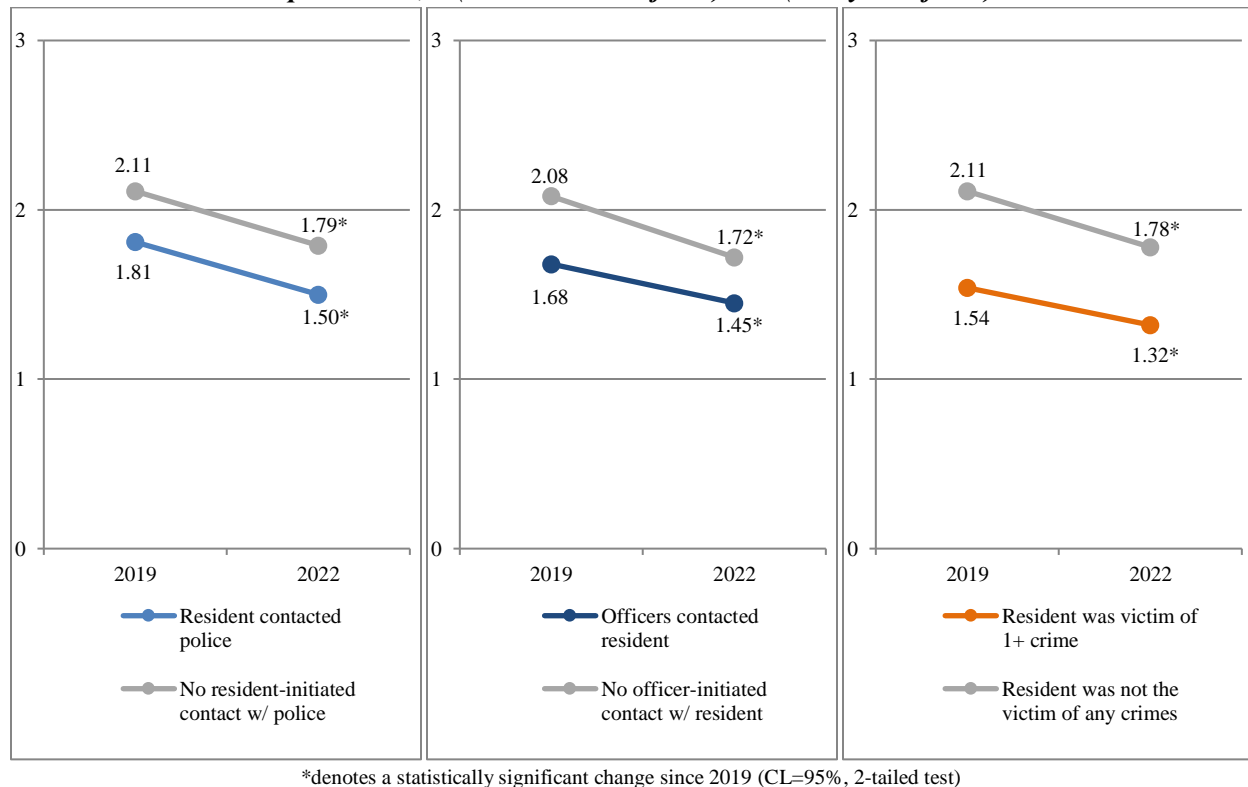 3
2
1
0
2.11
1.79*
1.81
1.50*
2019
2022
Resident contacted
police
No resident-initiated
contact w/ police
3
2
1
0
2.08
1.72*
1.68
1.45*
2019
2022
Officers contacted
resident
No officer-initiated
contact w/ resident
3
2
1
0
2.11
1.78*
1.54
1.32*
2019
2022
Resident was victim of
1+ crime
Resident was not the
victim of any crimes
*denotes a statistically significant change since 2019 (CL=95%, 2-tailed test)